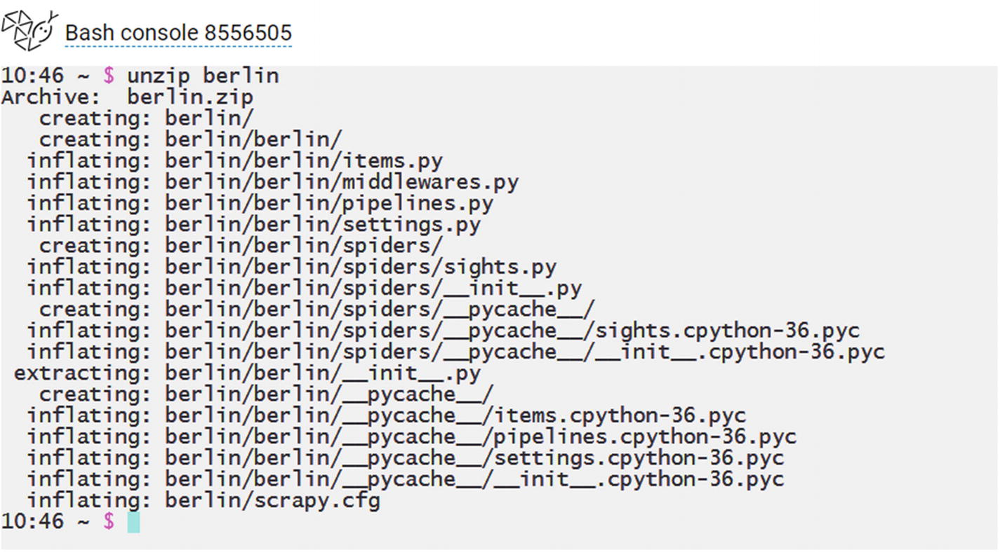 Bash console 8556505
10:46 ~ $ unzip berlin
Archive:  berlin.zip
   creating: berlin/
   creating: berlin/berlin/
  inflating: berlin/berlin/items.py
  inflating: berlin/berlin/middlewares.py
  inflating: berlin/berlin/pipelines.py
  inflating: berlin/berlin/settings.py
   creating: berlin/berlin/spiders/
  inflating: berlin/berlin/spiders/sights.py
  inflating: berlin/berlin/spiders/__init__.py
   creating: berlin/berlin/spiders/__pycache__/
  inflating: berlin/berlin/spiders/__pycache__/sights.cpython-36.pyc
  inflating: berlin/berlin/spiders/__pycache__/__init__.cpython-36.pyc
 extracting: berlin/berlin/__init__.py
   creating: berlin/berlin/__pycache__/
  inflating: berlin/berlin/__pycache__/items.cpython-36.pyc
  inflating: berlin/berlin/__pycache__/pipelines.cpython-36.pyc
  inflating: berlin/berlin/__pycache__/settings.cpython-36.pyc
  inflating: berlin/berlin/__pycache__/__init__.cpython-36.pyc
  inflating: berlin/scrapy.cfg
10:46 ~ $